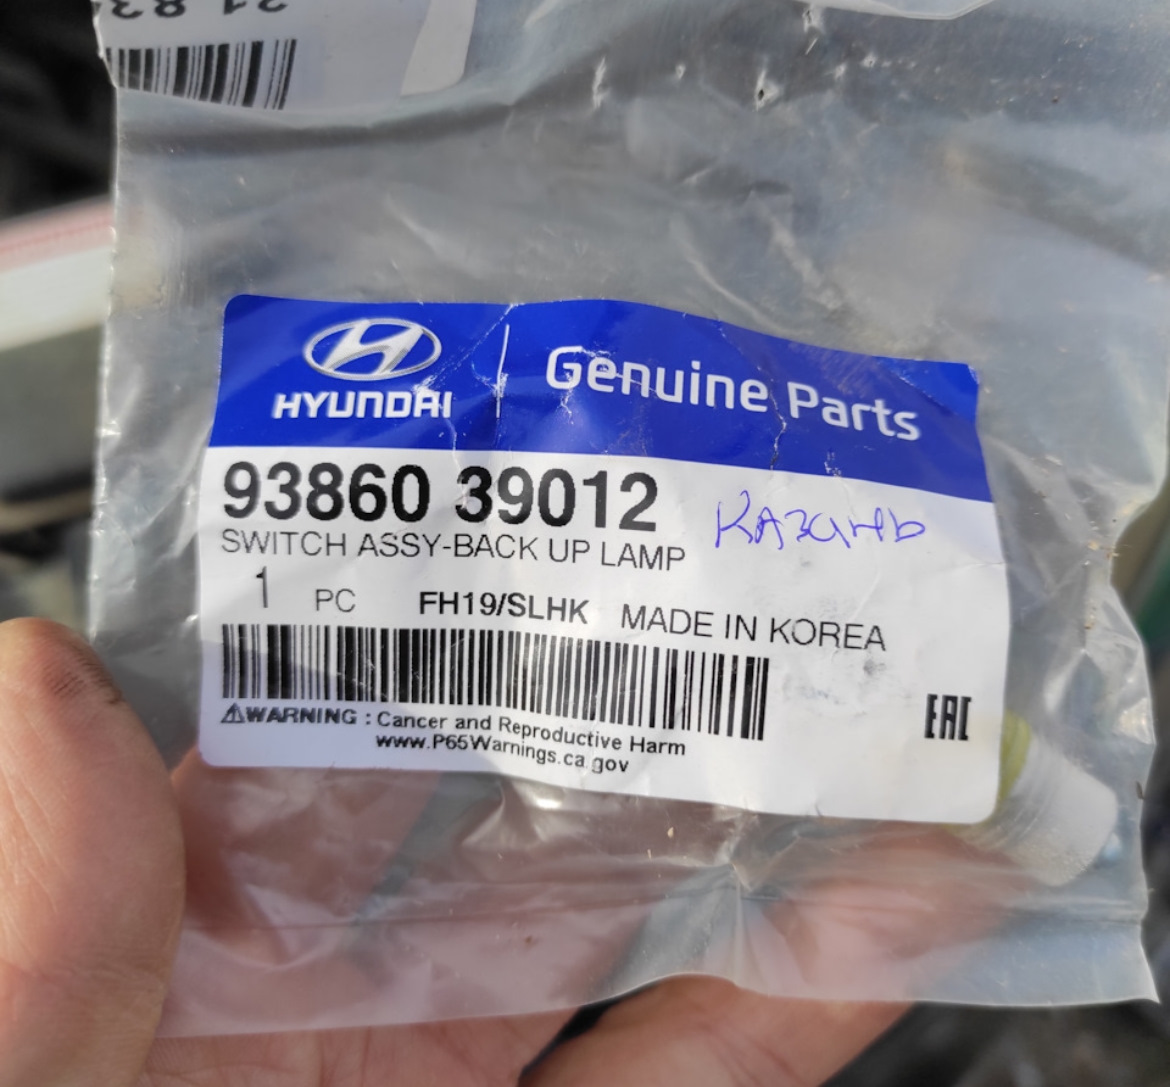 HYUNDAI | Genuine Parts
93860 39012
Казань
SWITCH ASSY-BACK UP LAMP
1 PC FH19/SLHK MADE IN KOREA
⚠WARNING : Cancer and Reproductive Harm
www.P65Warnings.ca.gov
EAC